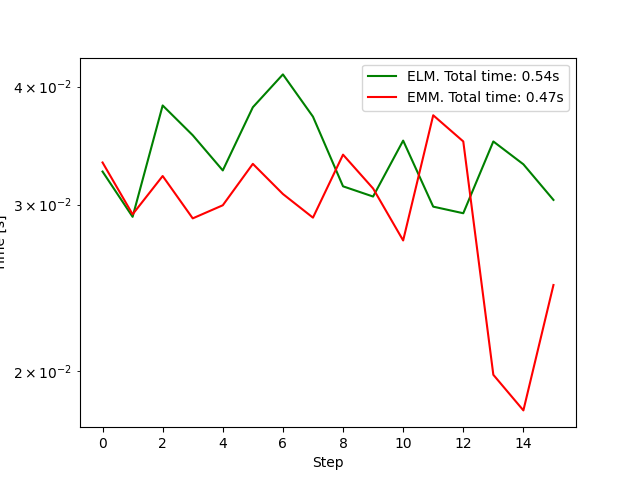 ELM. Total time: 0.54s
EMM. Total time: 0.47s
4 × 10⁻²
3 × 10⁻²
2 × 10⁻²
[s]
0 2 4 6 8 10 12 14
Step